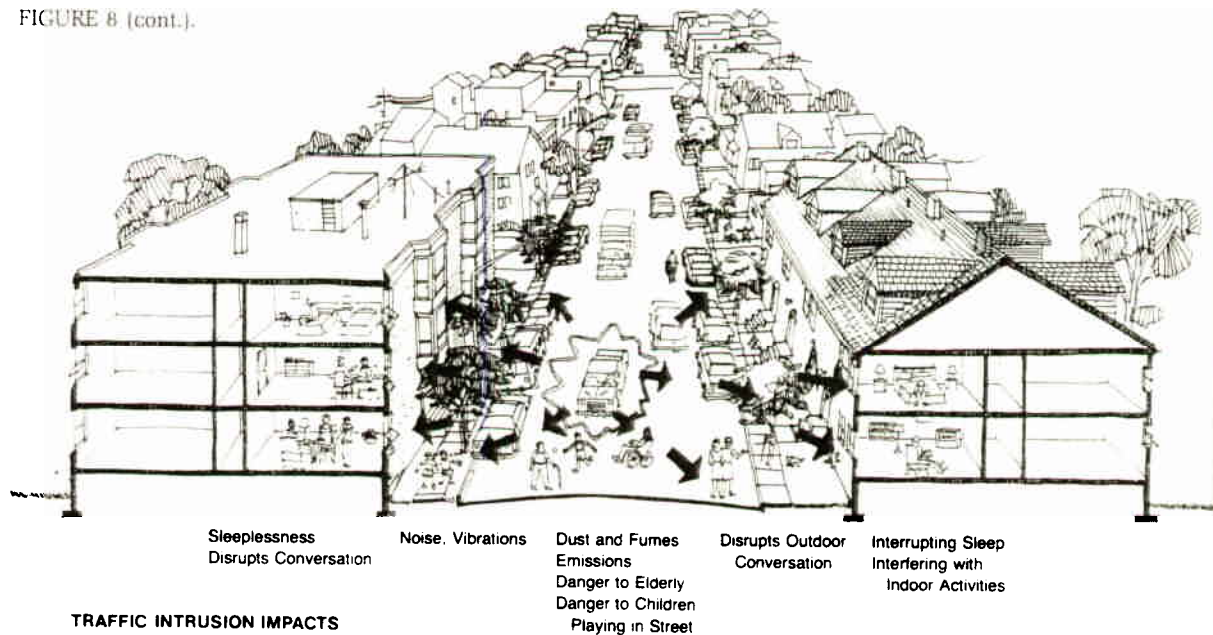 FIGURE 8 (cont.).
Sleeplessness
Disrupts Conversation
Noise, Vibrations
Dust and Fumes
Emissions
Danger to Elderly
Danger to Children
Playing in Street
Disrupts Outdoor
Conversation
Interrupting Sleep
Interfering with
Indoor Activities
TRAFFIC INTRUSION IMPACTS